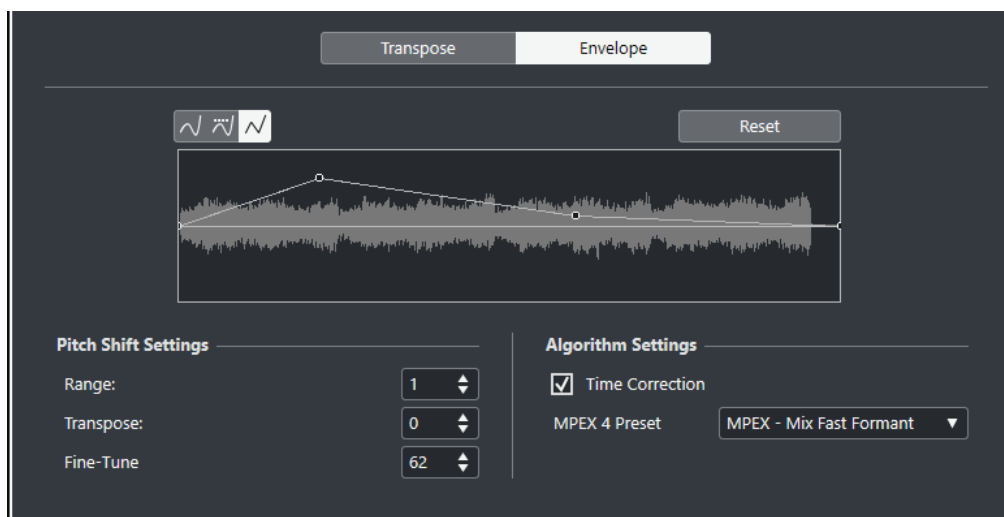 Transpose
Envelope
Reset
Pitch Shift Settings
Range:
1
Transpose:
0
Fine-Tune
62
Algorithm Settings
Time Correction
MPEX 4 Preset
MPEX - Mix Fast Formant